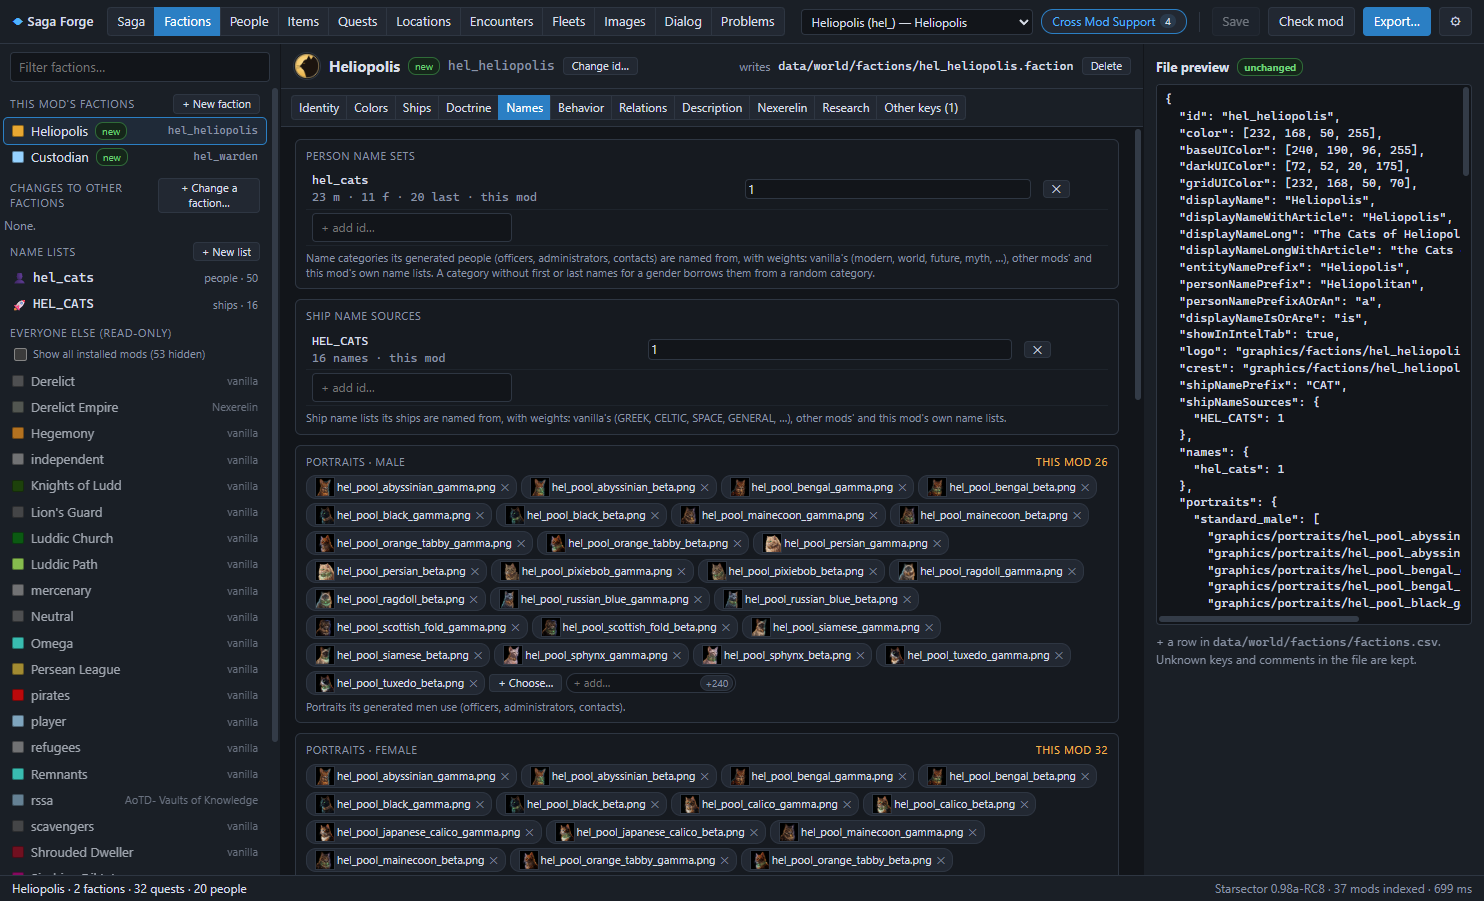 Saga Forge
Saga
Factions
People
Items
Quests
Locations
Encounters
Fleets
Images
Dialog
Problems
Heliopolis (hel_) — Heliopolis
Cross Mod Support 4
Save
Check mod
Export...
Filter factions...
THIS MOD'S FACTIONS
+ New faction
Heliopolis new hel_heliopolis
Custodian new hel_warden
CHANGES TO OTHER
FACTIONS
+ Change a
faction...
None.
NAME LISTS
+ New list
hel_cats people · 50
HEL_CATS ships · 16
EVERYONE ELSE (READ-ONLY)
Show all installed mods (53 hidden)
Derelict vanilla
Derelict Empire Nexerelin
Hegemony vanilla
independent vanilla
Knights of Ludd vanilla
Lion's Guard vanilla
Luddic Church vanilla
Luddic Path vanilla
mercenary vanilla
Neutral vanilla
Omega vanilla
Persean League vanilla
pirates vanilla
player vanilla
refugees vanilla
Remnants vanilla
rssa AoTD- Vaults of Knowledge
scavengers vanilla
Shrouded Dweller vanilla
Heliopolis new hel_heliopolis Change id...
writes data/world/factions/hel_heliopolis.faction Delete
Identity
Colors
Ships
Doctrine
Names
Behavior
Relations
Description
Nexerelin
Research
Other keys (1)
PERSON NAME SETS
hel_cats
23 m · 11 f · 20 last · this mod
1
×
+ add id...
Name categories its generated people (officers, administrators, contacts) are named from, with weights: vanilla's (modern, world, future, myth, ...), other mods' and
this mod's own name lists. A category without first or last names for a gender borrows them from a random category.
SHIP NAME SOURCES
HEL_CATS
16 names · this mod
1
×
+ add id...
Ship name lists its ships are named from, with weights: vanilla's (GREEK, CELTIC, SPACE, GENERAL, ...), other mods' and this mod's own name lists.
PORTRAITS · MALE THIS MOD 26
hel_pool_abyssinian_gamma.png × hel_pool_abyssinian_beta.png × hel_pool_bengal_gamma.png × hel_pool_bengal_beta.png ×
hel_pool_black_gamma.png × hel_pool_black_beta.png × hel_pool_mainecoon_gamma.png × hel_pool_mainecoon_beta.png ×
hel_pool_orange_tabby_gamma.png × hel_pool_orange_tabby_beta.png × hel_pool_persian_gamma.png ×
hel_pool_persian_beta.png × hel_pool_pixiebob_gamma.png × hel_pool_pixiebob_beta.png × hel_pool_ragdoll_gamma.png ×
hel_pool_ragdoll_beta.png × hel_pool_russian_blue_gamma.png × hel_pool_russian_blue_beta.png ×
hel_pool_scottish_fold_gamma.png × hel_pool_scottish_fold_beta.png × hel_pool_siamese_gamma.png ×
hel_pool_siamese_beta.png × hel_pool_sphynx_gamma.png × hel_pool_sphynx_beta.png × hel_pool_tuxedo_gamma.png ×
hel_pool_tuxedo_beta.png × + Choose... + add... +240
Portraits its generated men use (officers, administrators, contacts).
PORTRAITS · FEMALE THIS MOD 32
hel_pool_abyssinian_gamma.png × hel_pool_abyssinian_beta.png × hel_pool_bengal_gamma.png × hel_pool_bengal_beta.png ×
hel_pool_black_gamma.png × hel_pool_black_beta.png × hel_pool_calico_gamma.png × hel_pool_calico_beta.png ×
hel_pool_japanese_calico_gamma.png × hel_pool_japanese_calico_beta.png × hel_pool_mainecoon_gamma.png ×
hel_pool_mainecoon_beta.png × hel_pool_orange_tabby_gamma.png × hel_pool_orange_tabby_beta.png ×
File preview unchanged
{
"id": "hel_heliopolis",
"color": [232, 168, 50, 255],
"baseUIColor": [240, 190, 96, 255],
"darkUIColor": [72, 52, 20, 175],
"gridUIColor": [232, 168, 50, 70],
"displayName": "Heliopolis",
"displayNameWithArticle": "Heliopolis",
"displayNameLong": "The Cats of Heliopol
"displayNameLongWithArticle": "the Cats
"entityNamePrefix": "Heliopolis",
"personNamePrefix": "Heliopolitan",
"personNamePrefixAOrAn": "a",
"displayNameIsOrAre": "is",
"showInIntelTab": true,
"logo": "graphics/factions/hel_heliopoli
"crest": "graphics/factions/hel_heliopol
"shipNamePrefix": "CAT",
"shipNameSources": {
"HEL_CATS": 1
},
"names": {
"hel_cats": 1
},
"portraits": {
"standard_male": [
"graphics/portraits/hel_pool_abyssin
"graphics/portraits/hel_pool_abyssin
"graphics/portraits/hel_pool_bengal_
"graphics/portraits/hel_pool_bengal_
"graphics/portraits/hel_pool_black_g
+ a row in data/world/factions/factions.csv.
Unknown keys and comments in the file are kept.
Heliopolis · 2 factions · 32 quests · 20 people
Starsector 0.98a-RC8 · 37 mods indexed · 699 ms